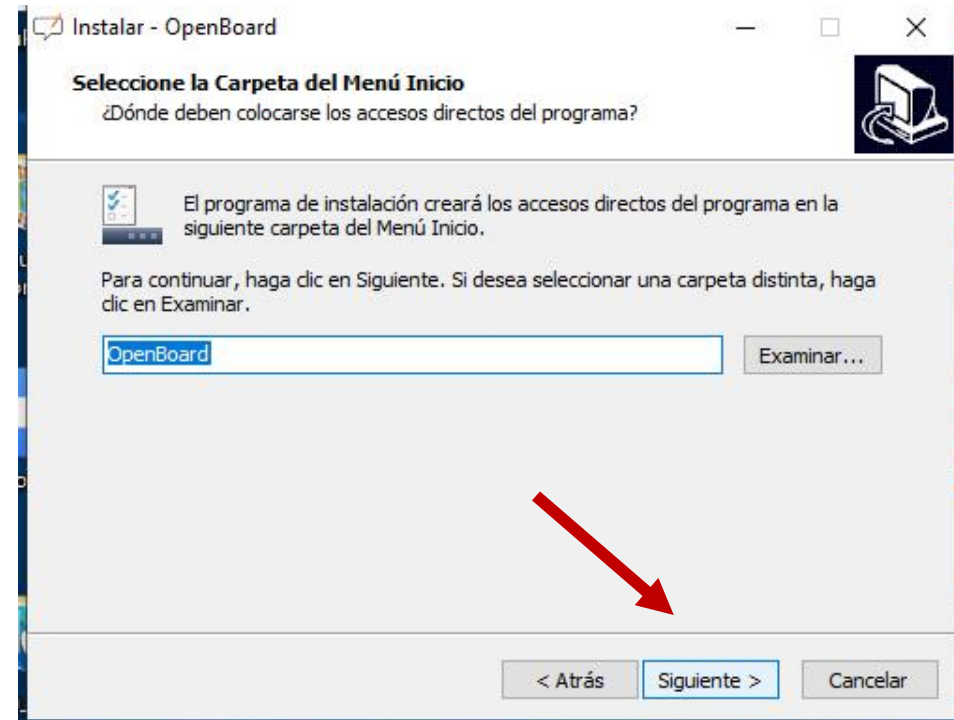 Instalar - OpenBoard
Seleccione la Carpeta del Menú Inicio
¿Dónde deben colocarse los accesos directos del programa?
El programa de instalación creará los accesos directos del programa en la
siguiente carpeta del Menú Inicio.
Para continuar, haga clic en Siguiente. Si desea seleccionar una carpeta distinta, haga
clic en Examinar.
OpenBoard
Examinar...
< Atrás
Siguiente >
Cancelar